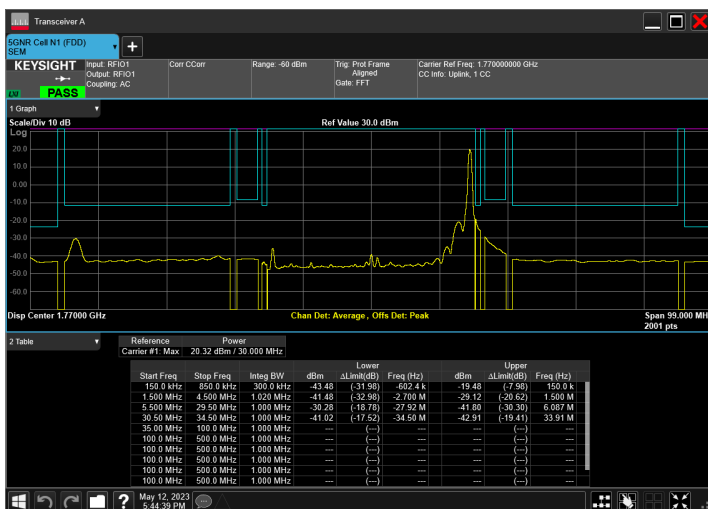 Transceiver A
5GNR Cell N1 (FDD)
SEM
KEYSIGHT
LXI
PASS
Input: RFIO1
Output: RFIO1
Coupling: AC
Corr CCorr
Range: -60 dBm
Trig: Prot Frame
Aligned
Gate: FFT
Carrier Ref Freq: 1.770000000 GHz
CC Info: Uplink, 1 CC
1 Graph
Scale/Div 10 dB
Ref Value 30.0 dBm
Log
20.0
10.0
0.00
-10.0
-20.0
-30.0
-40.0
-50.0
-60.0
Disp Center 1.77000 GHz
Chan Det: Average, Offs Det: Peak
Span 99.000 MH
2001 pts
2 Table
Reference Power
Carrier #1: Max 20.32 dBm / 30.000 MHz
Lower Upper
Start Freq Stop Freq Integ BW dBm ΔLimit(dB) Freq (Hz) dBm ΔLimit(dB) Freq (Hz)
150.0 kHz 850.0 kHz 300.0 kHz -43.48 (-31.98) -602.4 k -19.48 (-7.98) 150.0 k
1.500 MHz 4.500 MHz 1.020 MHz -41.48 (-32.98) -2.700 M -29.12 (-20.62) 1.500 M
5.500 MHz 29.50 MHz 1.000 MHz -30.28 (-18.78) -27.92 M -41.80 (-30.30) 6.087 M
30.50 MHz 34.50 MHz 1.000 MHz -41.02 (-17.52) -34.50 M -42.91 (-19.41) 33.91 M
35.00 MHz 100.0 MHz 1.000 MHz --- (---) --- --- (---) ---
100.0 MHz 500.0 MHz 1.000 MHz --- (---) --- --- (---) ---
100.0 MHz 500.0 MHz 1.000 MHz --- (---) --- --- (---) ---
100.0 MHz 500.0 MHz 1.000 MHz --- (---) --- --- (---) ---
100.0 MHz 500.0 MHz 1.000 MHz --- (---) --- --- (---) ---
100.0 MHz 500.0 MHz 1.000 MHz --- (---) --- --- (---) ---
?
May 12, 2023
5:44:39 PM